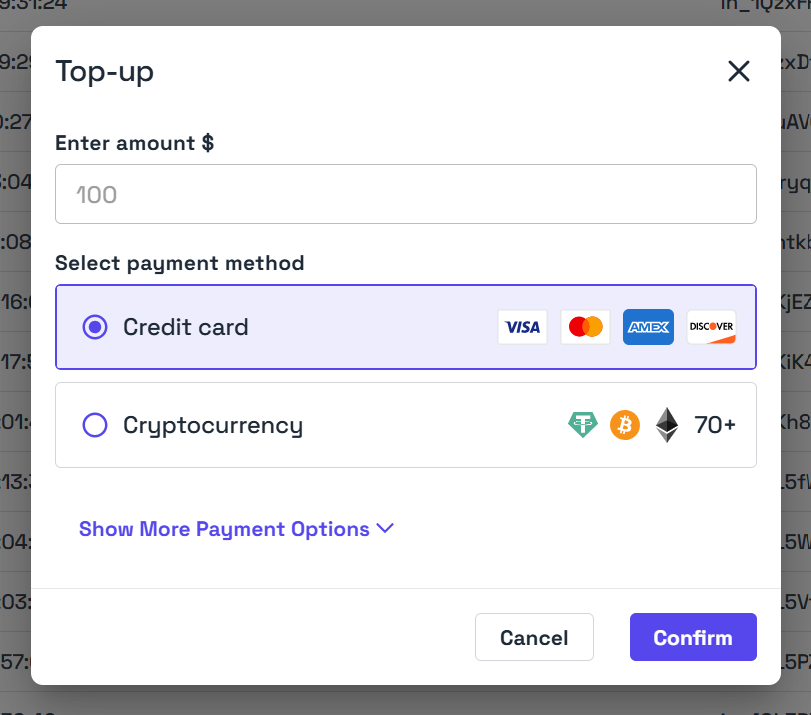 Top-up
Enter amount $
100
Select payment method
Credit card VISA AMEX DISCOVER
Cryptocurrency 70+
Show More Payment Options
Cancel Confirm